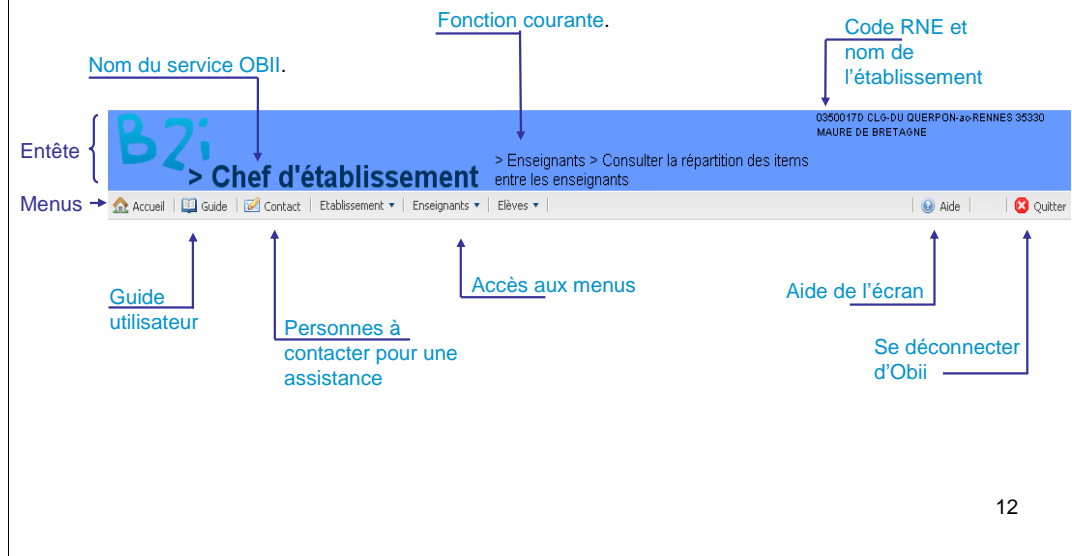 Fonction courante.
Code RNE et
nom de
l'établissement
Nom du service OBII.
B2i
0350017D CLG-DU QUERPON-ac-RENNES 35330
MAURE DE BRETAGNE
Entête
> Chef d'établissement
> Enseignants > Consulter la répartition des items
entre les enseignants
Menus
Accueil | Guide | Contact | Etablissement | Enseignants | Elèves | Aide | Quitter
Guide
utilisateur
Personnes à
contacter pour une
assistance
Accès aux menus
Aide de l'écran
Se déconnecter
d'Obii
12